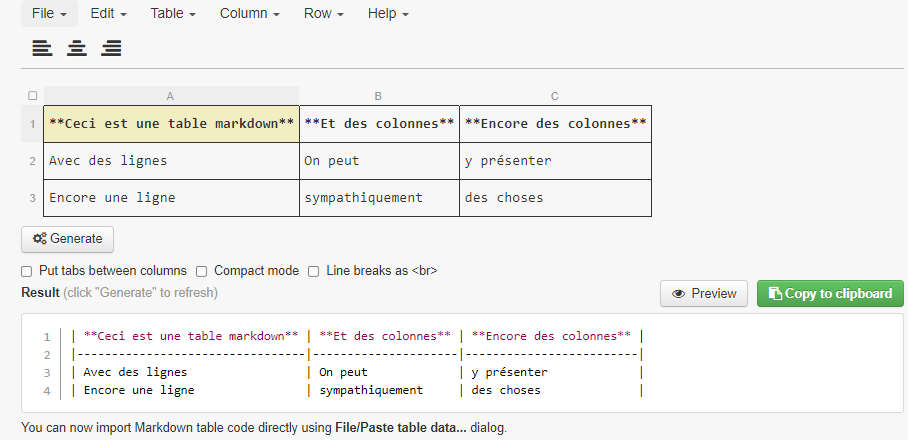 File Edit Table Column Row Help
A B C
1 **Ceci est une table markdown** **Et des colonnes** **Encore des colonnes**
2 Avec des lignes On peut y présenter
3 Encore une ligne sympathiquement des choses
Generate
Put tabs between columns Compact mode Line breaks as <br>
Result (click "Generate" to refresh) Preview Copy to clipboard
1 | **Ceci est une table markdown** | **Et des colonnes** | **Encore des colonnes** |
2 |-------------------------------|---------------------|-------------------------|
3 | Avec des lignes | On peut | y présenter |
4 | Encore une ligne | sympathiquement | des choses |
You can now import Markdown table code directly using File/Paste table data... dialog.